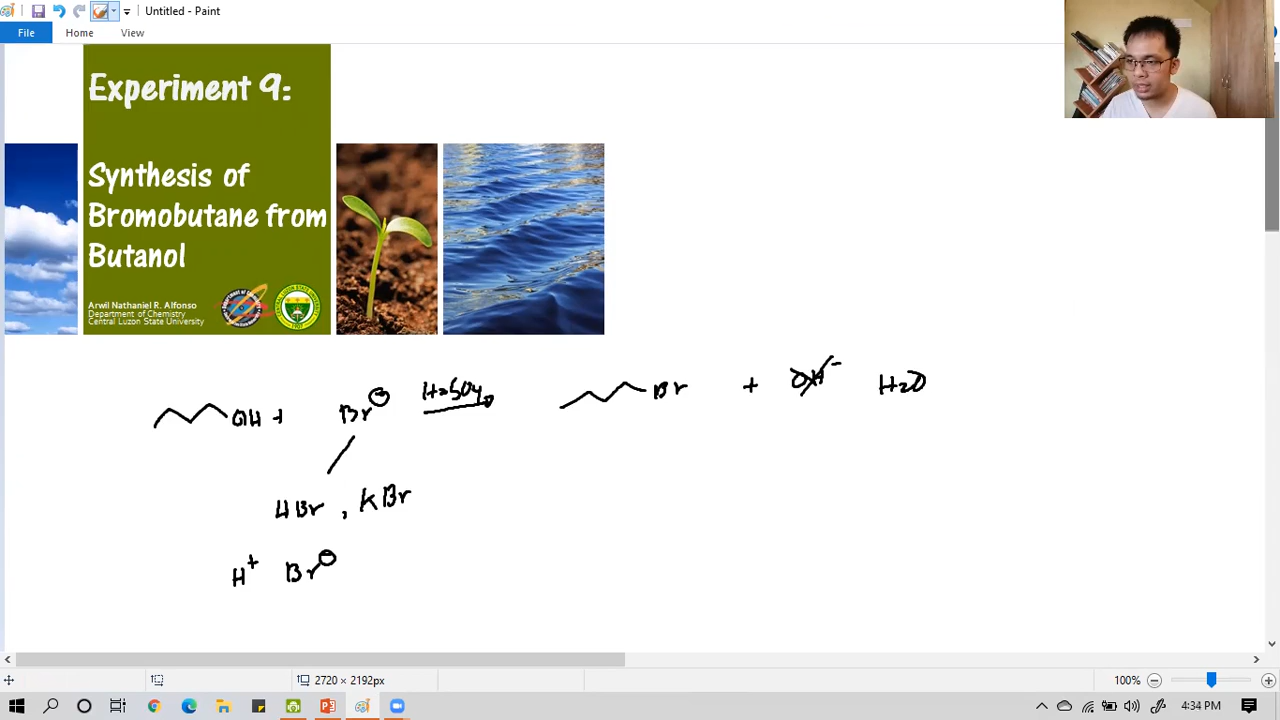 Untitled - Paint
File Home View
Experiment 9:
Synthesis of
Bromobutane from
Butanol
Arwil Nathaniel R. Alfonso
Department of Chemistry
Central Luzon State University
OH + Br⊖ H2SO4 Br + OH- H2O
HBr , KBr
H+ Br⊖
2720 × 2192px
100%
4:34 PM